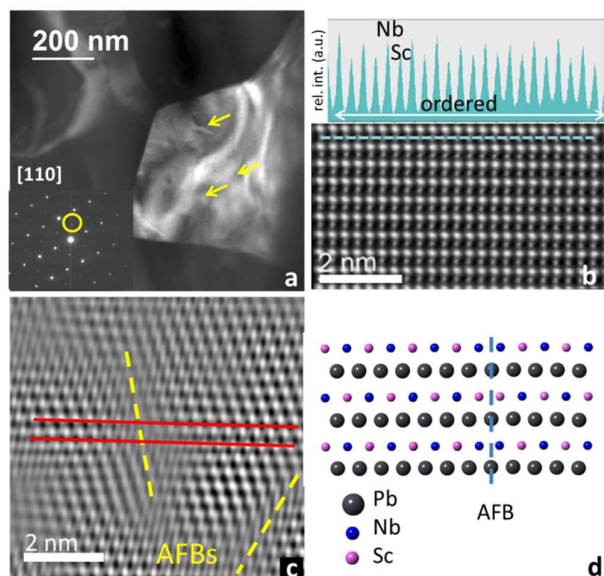 200 nm
[110]
a
Nb
Sc
rel. int. (a.u.)
ordered
2 nm
b
2 nm
AFBs
c
Pb
Nb
Sc
AFB
d